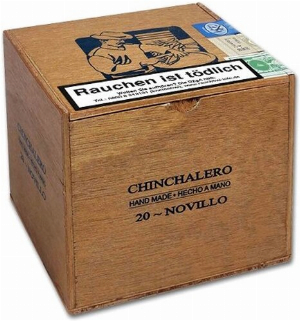 Rauchen ist tödlich
CHINCHALERO
HAND MADE • HECHO A MANO
20 ~ NOVILLO